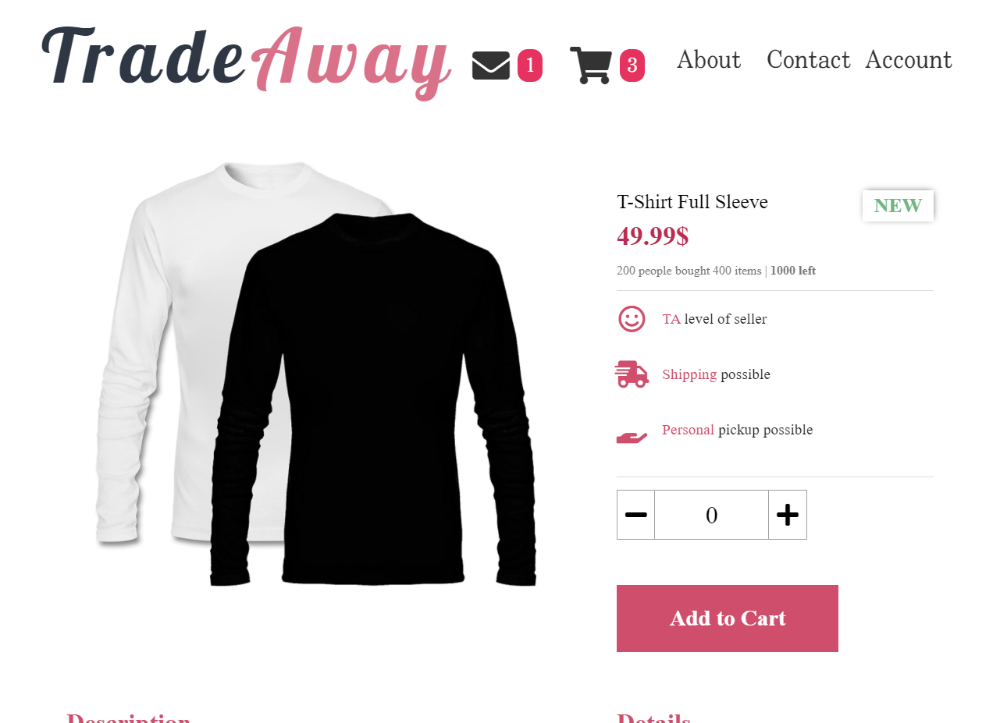 TradeAway 1 3 About Contact Account
T-Shirt Full Sleeve
NEW
49.99$
200 people bought 400 items | 1000 left
TA level of seller
Shipping possible
Personal pickup possible
0
Add to Cart
Description
Details